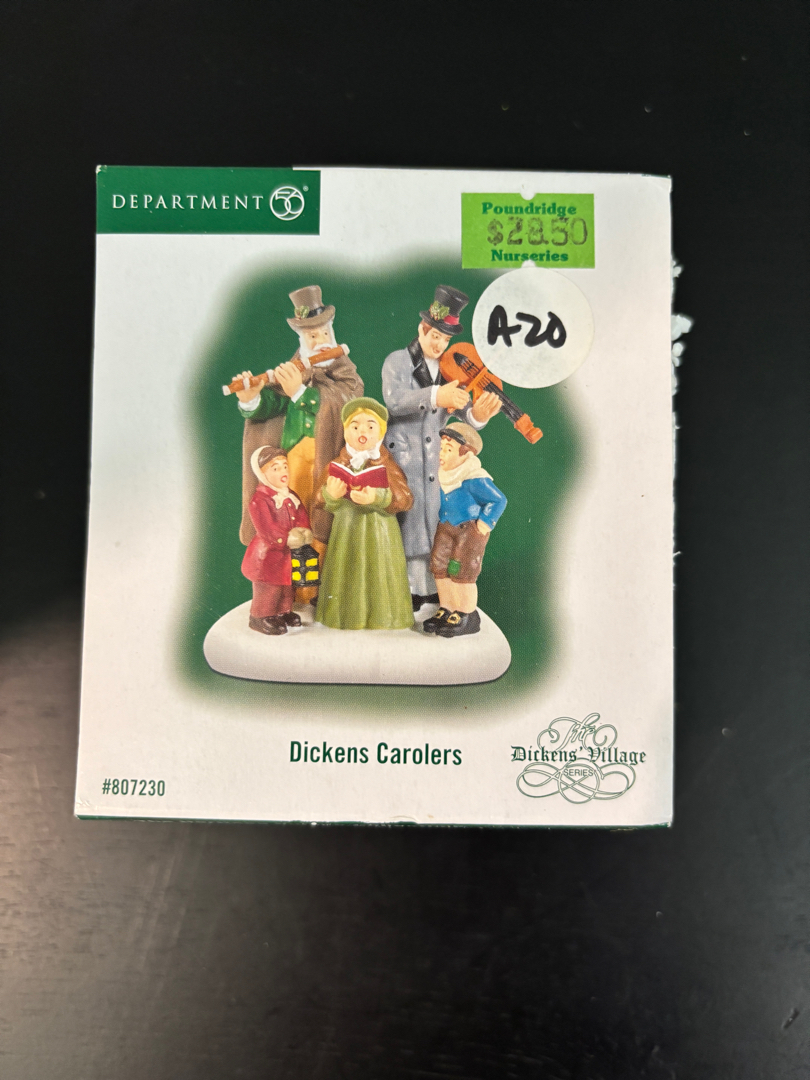 DEPARTMENT 56®
Poundridge
$28.50
Nurseries
A-20
Dickens Carolers
The
Dickens' Village
SERIES®
#807230